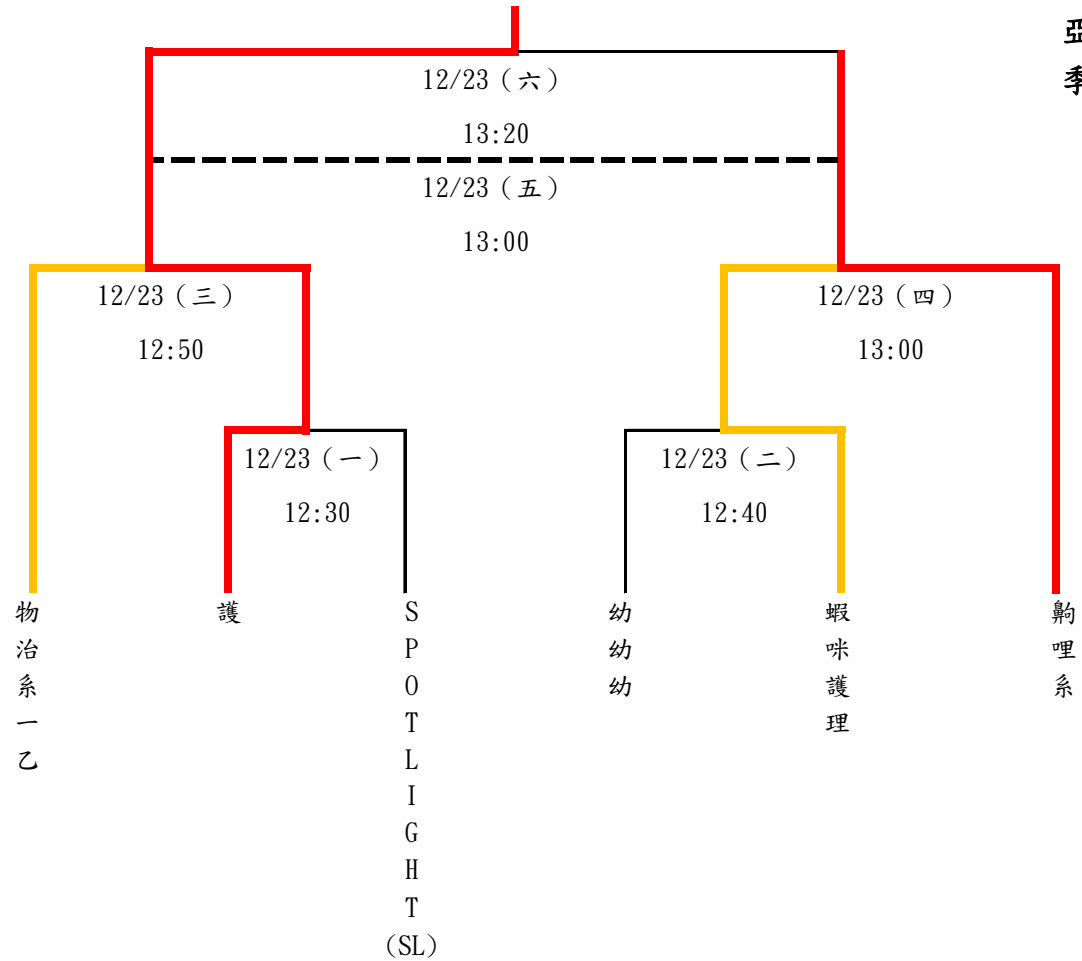 亞
季
12/23（六）
13:20
12/23（五）
13:00
12/23（三）
12:50
12/23（四）
13:00
12/23（一）
12:30
12/23（二）
12:40
物治系一乙
護
SPOTLIGHT(SL)
幼幼幼
蝦咪護理
齁哩系